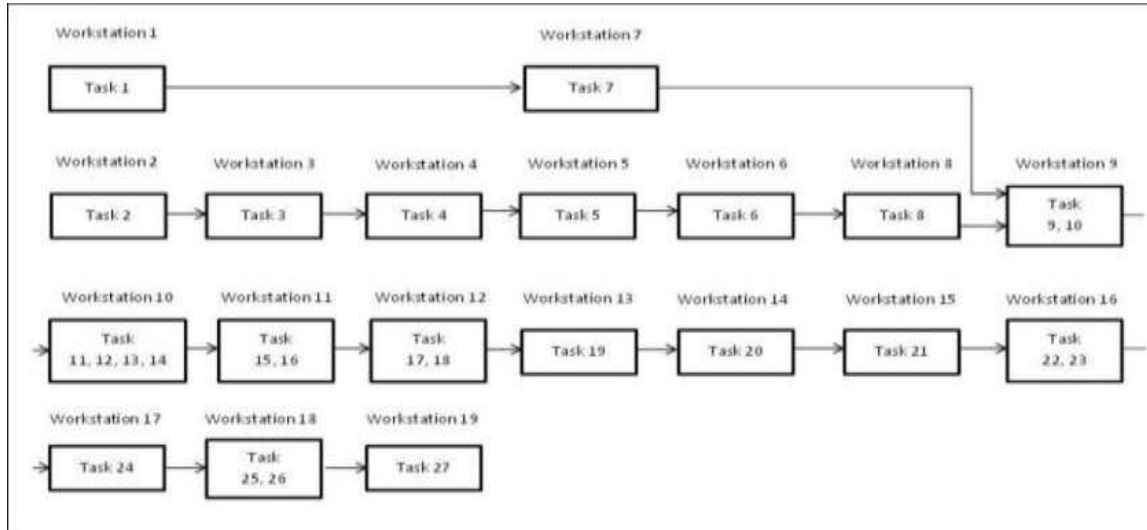 Workstation 1
Workstation 7
Task 1
Task 7
Workstation 2
Workstation 3
Workstation 4
Workstation 5
Workstation 6
Workstation 8
Workstation 9
Task 2
Task 3
Task 4
Task 5
Task 6
Task 8
Task
9, 10
Workstation 10
Workstation 11
Workstation 12
Workstation 13
Workstation 14
Workstation 15
Workstation 16
Task
11, 12, 13, 14
Task
15, 16
Task
17, 18
Task 19
Task 20
Task 21
Task
22, 23
Workstation 17
Workstation 18
Workstation 19
Task 24
Task
25, 26
Task 27